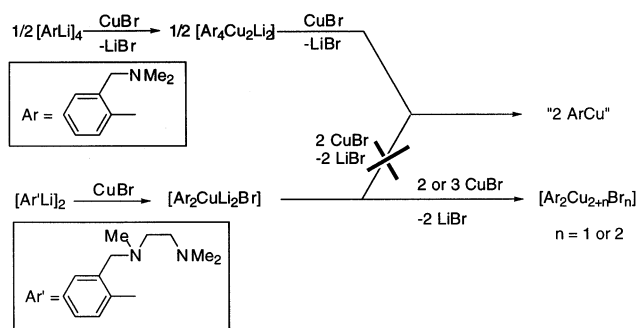 1/2 [ArLi]4 CuBr -LiBr 1/2 [Ar4Cu2Li2] CuBr -LiBr
Ar = NMe2
"2 ArCu"
2 CuBr
-2 LiBr
[Ar'Li]2 CuBr [Ar2CuLi2Br] 2 or 3 CuBr -2 LiBr [Ar2Cu2+nBrn]
n = 1 or 2
Me
N NMe2
Ar' =